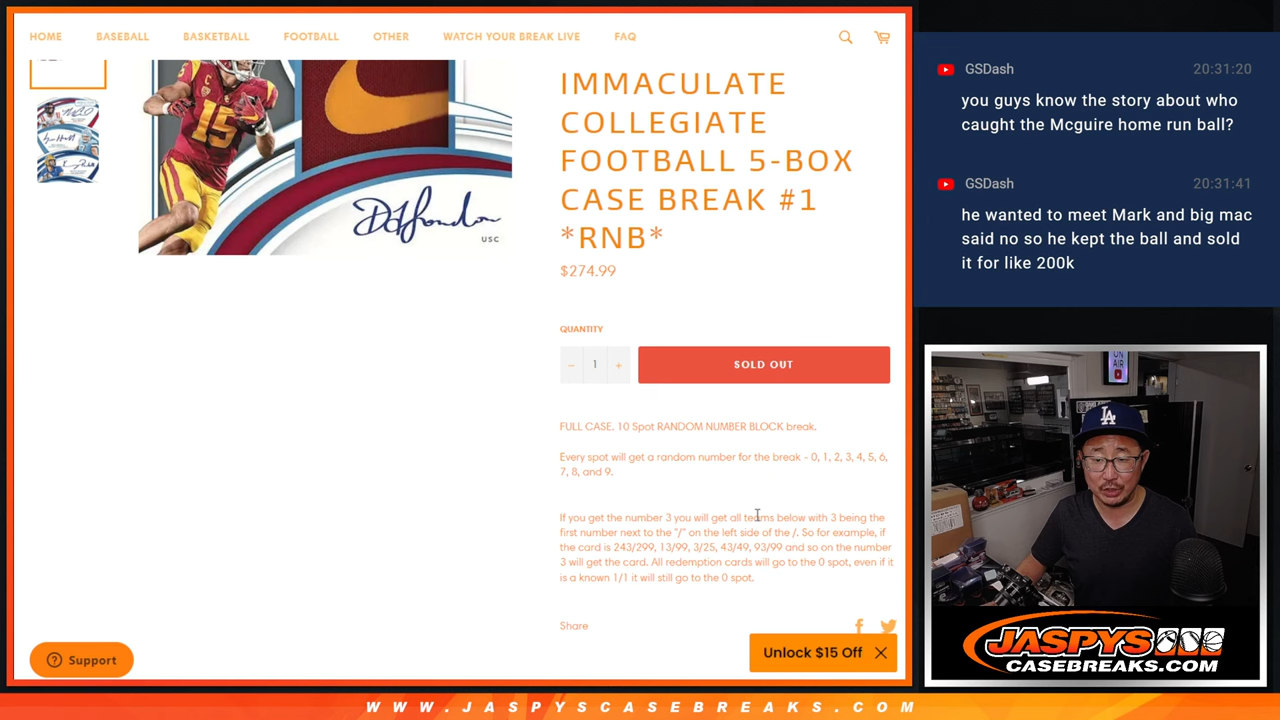 HOME
BASEBALL
BASKETBALL
FOOTBALL
OTHER
WATCH YOUR BREAK LIVE
FAQ
15
USC
IMMACULATE
COLLEGIATE
FOOTBALL 5-BOX
CASE BREAK #1
*RNB*
$274.99
QUANTITY
− 1 +
SOLD OUT
FULL CASE. 10 Spot RANDOM NUMBER BLOCK break.
Every spot will get a random number for the break - 0, 1, 2, 3, 4, 5, 6,
7, 8, and 9.
If you get the number 3 you will get all teams below with 3 being the
first number next to the "/" on the left side of the /. So for example, if
the card is 243/299, 13/99, 3/25, 43/49, 93/99 and so on the number
3 will get the card. All redemption cards will go to the 0 spot, even if it
is a known 1/1 it will still go to the 0 spot.
Share
Support
Unlock $15 Off
GSDash
20:31:20
you guys know the story about who
caught the Mcguire home run ball?
GSDash
20:31:41
he wanted to meet Mark and big mac
said no so he kept the ball and sold
it for like 200k
ON
AIR
LA
JASPYS
CASEBREAKS.COM
WWW.JASPYSCASEBREAKS.COM